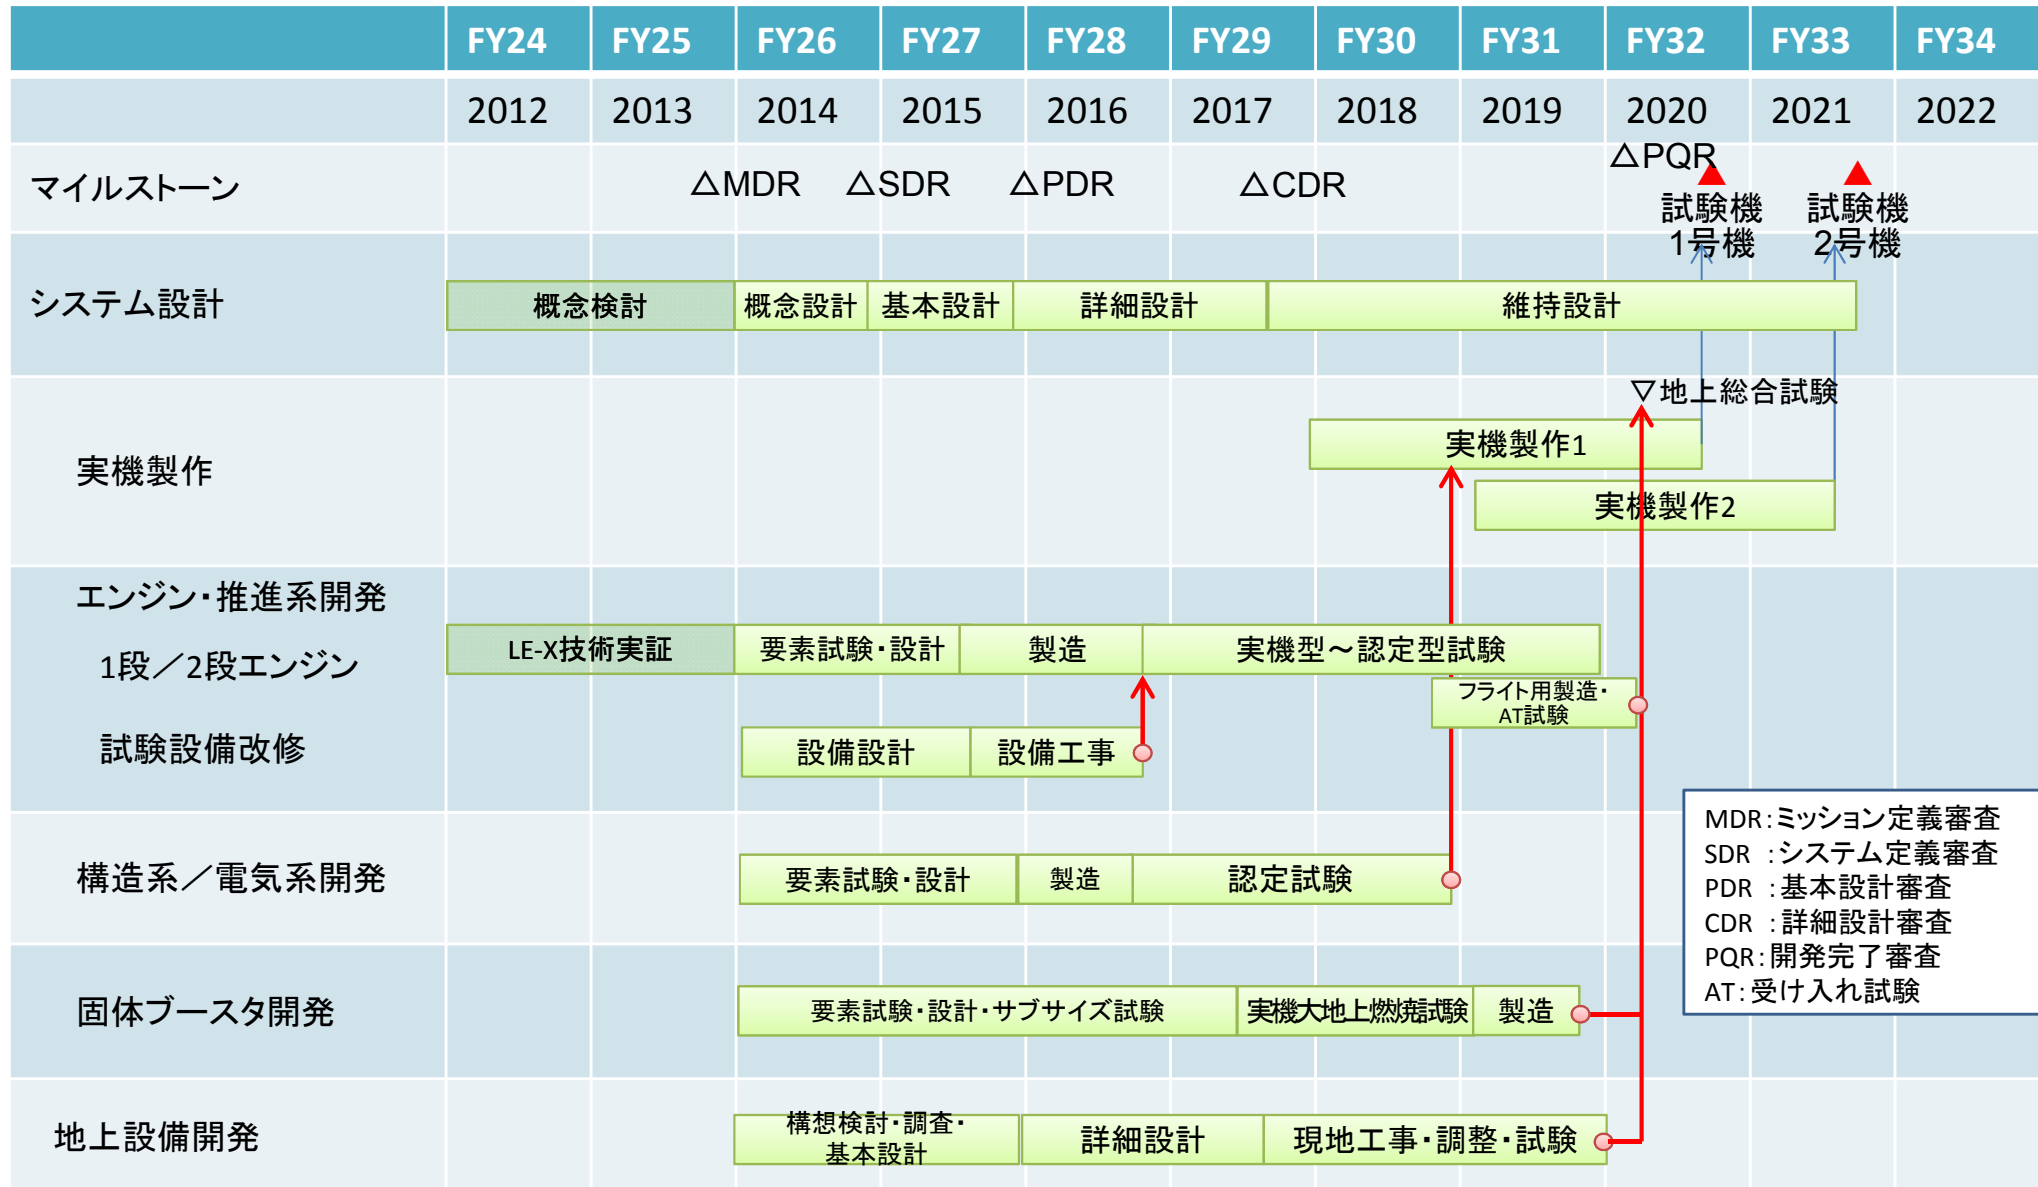 FY24 FY25 FY26 FY27 FY28 FY29 FY30 FY31 FY32 FY33 FY34
2012 2013 2014 2015 2016 2017 2018 2019 2020 2021 2022
マイルストーン
△MDR △SDR △PDR △CDR △PQR
▲ ▲
試験機 試験機
1号機 2号機
システム設計
概念検討 概念設計 基本設計 詳細設計 維持設計
▽地上総合試験
実機製作
実機製作1
実機製作2
エンジン・推進系開発
1段／2段エンジン
LE-X技術実証 要素試験・設計 製造 実機型～認定型試験
フライト用製造・
AT試験
試験設備改修
設備設計 設備工事
構造系／電気系開発
要素試験・設計 製造 認定試験
固体ブースタ開発
要素試験・設計・サブサイズ試験 実機大地上燃焼試験 製造
地上設備開発
構想検討・調査・
基本設計
詳細設計 現地工事・調整・試験
MDR：ミッション定義審査
SDR ：システム定義審査
PDR ：基本設計審査
CDR ：詳細設計審査
PQR：開発完了審査
AT：受け入れ試験